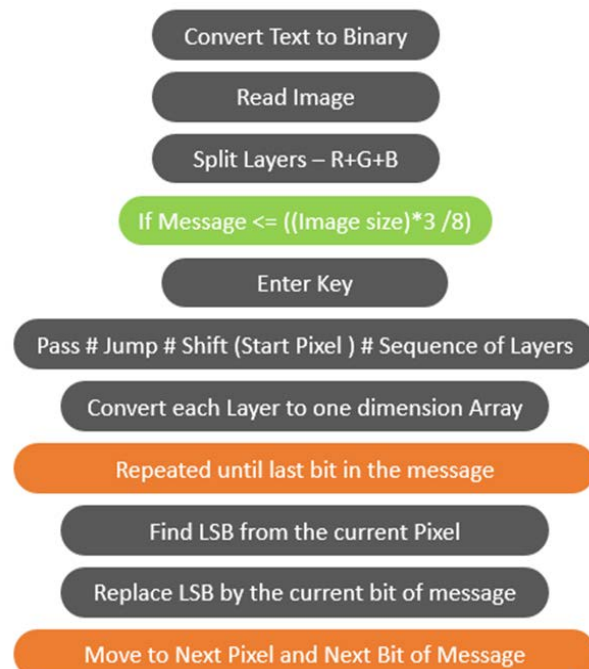 Convert Text to Binary
Read Image
Split Layers – R+G+B
If Message <= ((Image size)*3 /8)
Enter Key
Pass # Jump # Shift (Start Pixel ) # Sequence of Layers
Convert each Layer to one dimension Array
Repeated until last bit in the message
Find LSB from the current Pixel
Replace LSB by the current bit of message
Move to Next Pixel and Next Bit of Message